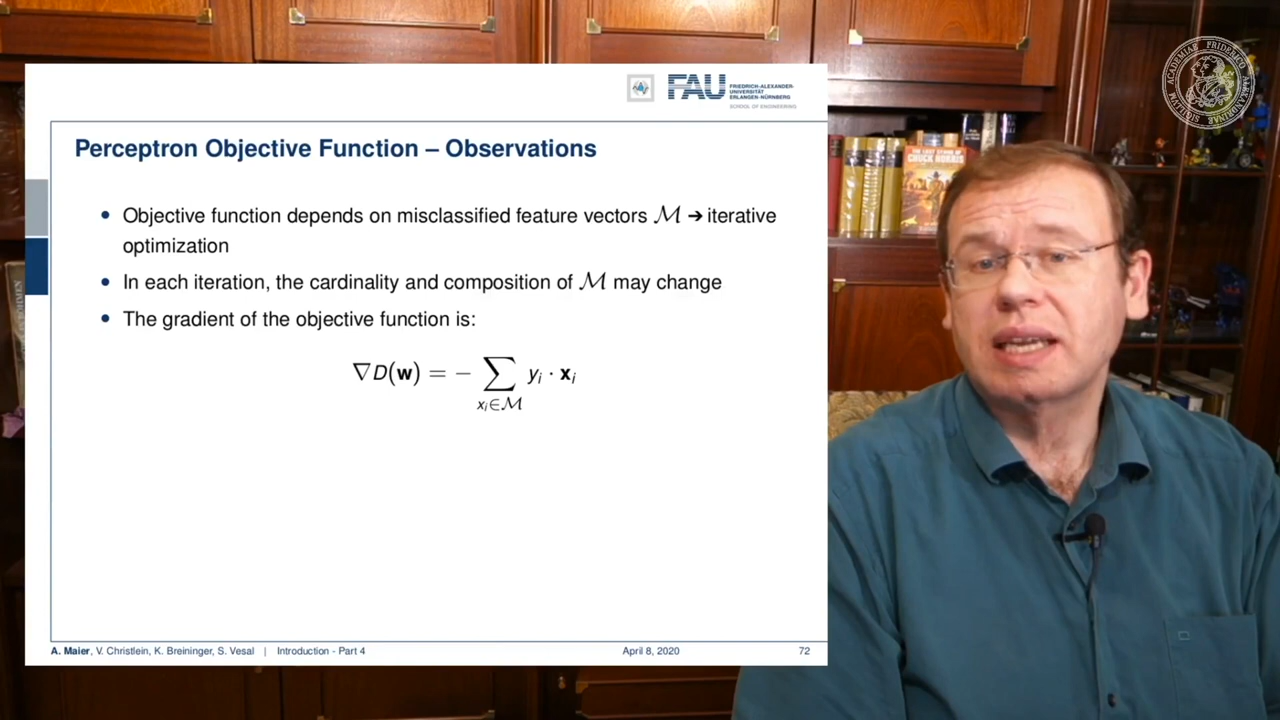 FAU
FRIEDRICH-ALEXANDER-
UNIVERSITÄT
ERLANGEN-NÜRNBERG
SCHOOL OF ENGINEERING
Perceptron Objective Function – Observations
• Objective function depends on misclassified feature vectors ℳ → iterative
optimization
• In each iteration, the cardinality and composition of ℳ may change
• The gradient of the objective function is:
∇D(w) = − ∑ yᵢ · xᵢ
xᵢ∈ℳ
A. Maier, V. Christlein, K. Breininger, S. Vesal | Introduction - Part 4 April 8, 2020 72
CHUCK NORRIS